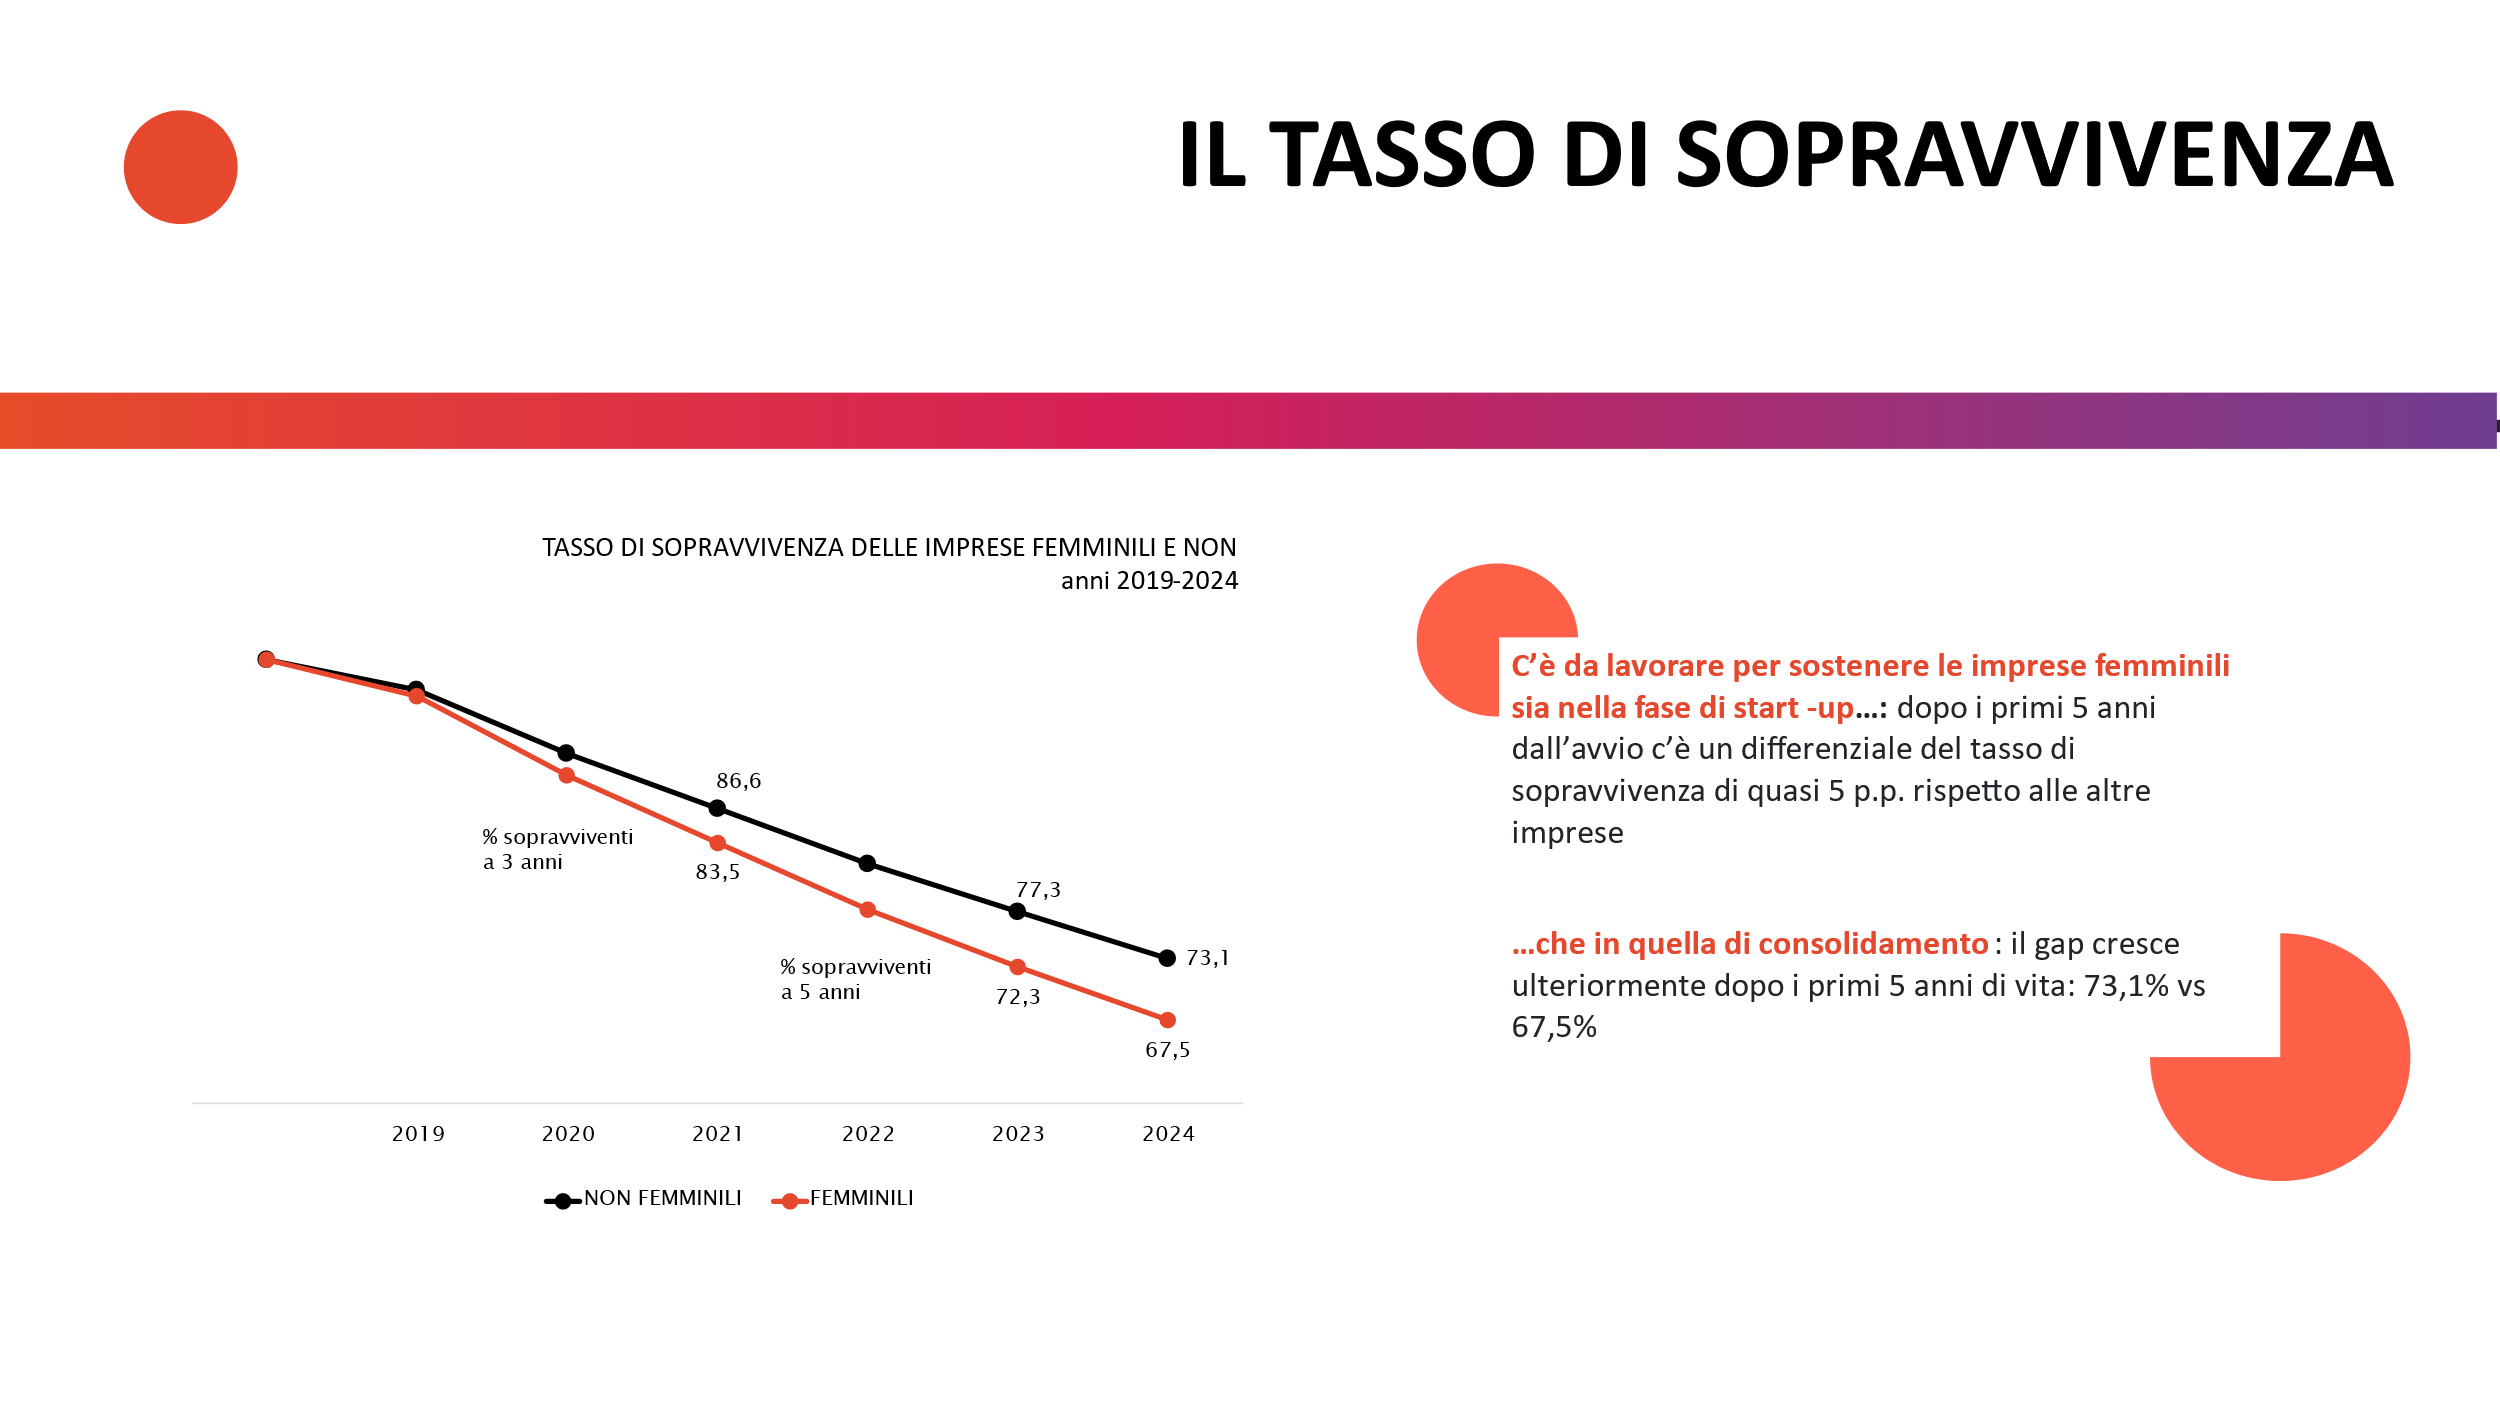 IL TASSO DI SOPRAVVIVENZA
TASSO DI SOPRAVVIVENZA DELLE IMPRESE FEMMINILI E NON
anni 2019-2024
86,6
% sopravviventi
a 3 anni
83,5
77,3
% sopravviventi
a 5 anni
72,3
73,1
67,5
2019 2020 2021 2022 2023 2024
NON FEMMINILI FEMMINILI
C’è da lavorare per sostenere le imprese femminili
sia nella fase di start -up…: dopo i primi 5 anni
dall’avvio c’è un differenziale del tasso di
sopravvivenza di quasi 5 p.p. rispetto alle altre
imprese
…che in quella di consolidamento : il gap cresce
ulteriormente dopo i primi 5 anni di vita: 73,1% vs
67,5%